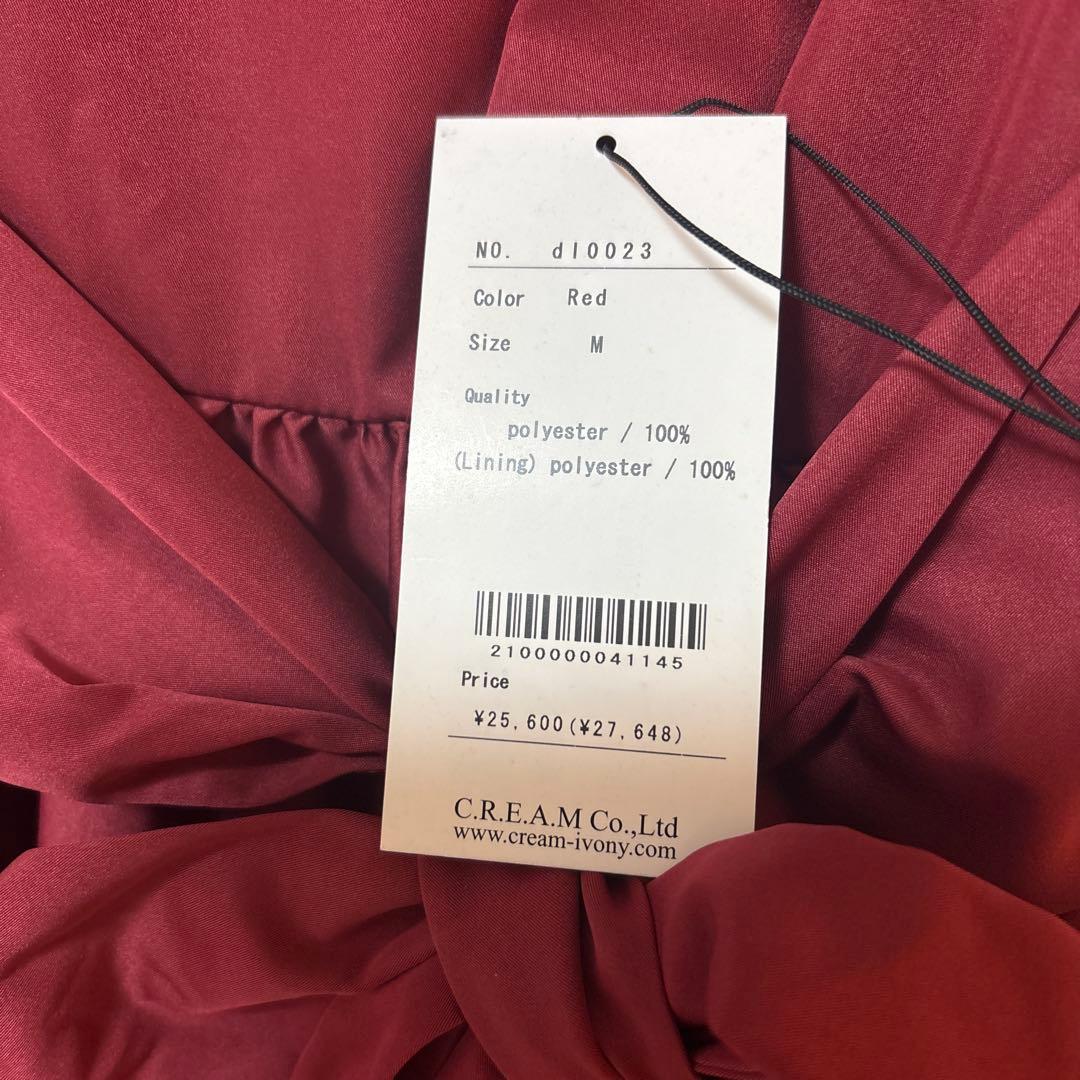 NO. dl0023
Color Red
Size M
Quality
polyester / 100%
(Lining) polyester / 100%
2100000041145
Price
¥25,600(¥27,648)
C.R.E.A.M Co.,Ltd
www.cream-ivony.com